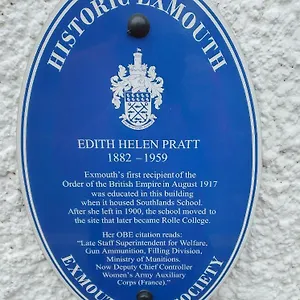 HISTORIC EXMOUTH
EDITH HELEN PRATT
1882 – 1959
Exmouth's first recipient of the
Order of the British Empire in August 1917
was educated in this building
when it housed Southlands School.
After she left in 1900, the school moved to
the site that later became Rolle College.
Her OBE citation reads:
"Late Staff Superintendent for Welfare,
Gun Ammunition, Filling Division,
Ministry of Munitions.
Now Deputy Chief Controller
Women's Army Auxiliary
Corps (France)."
EXMOUTH SOCIETY